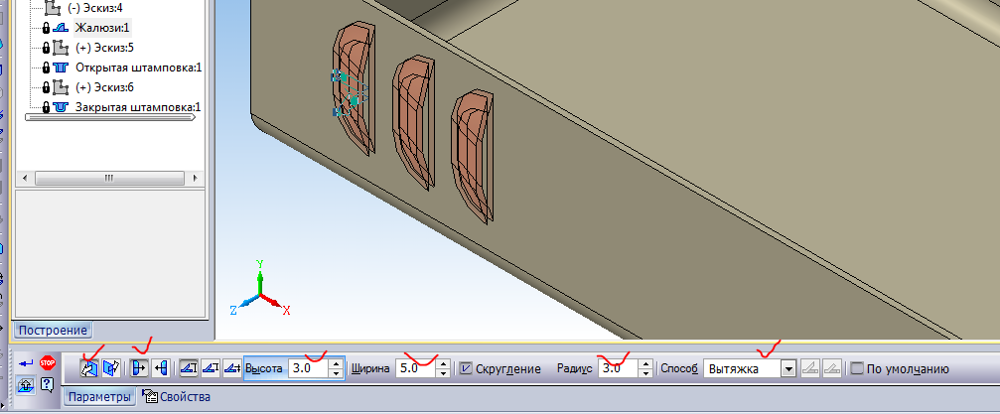 (-) Эскиз:4
Жалюзи:1
(+) Эскиз:5
Открытая штамповка:1
(+) Эскиз:6
Закрытая штамповка:1
Y
Z
X
Построение
STOP
Высота 3.0 Ширина 5.0 Скругление Радиус 3.0 Способ Вытяжка По умолчанию
Параметры Свойства